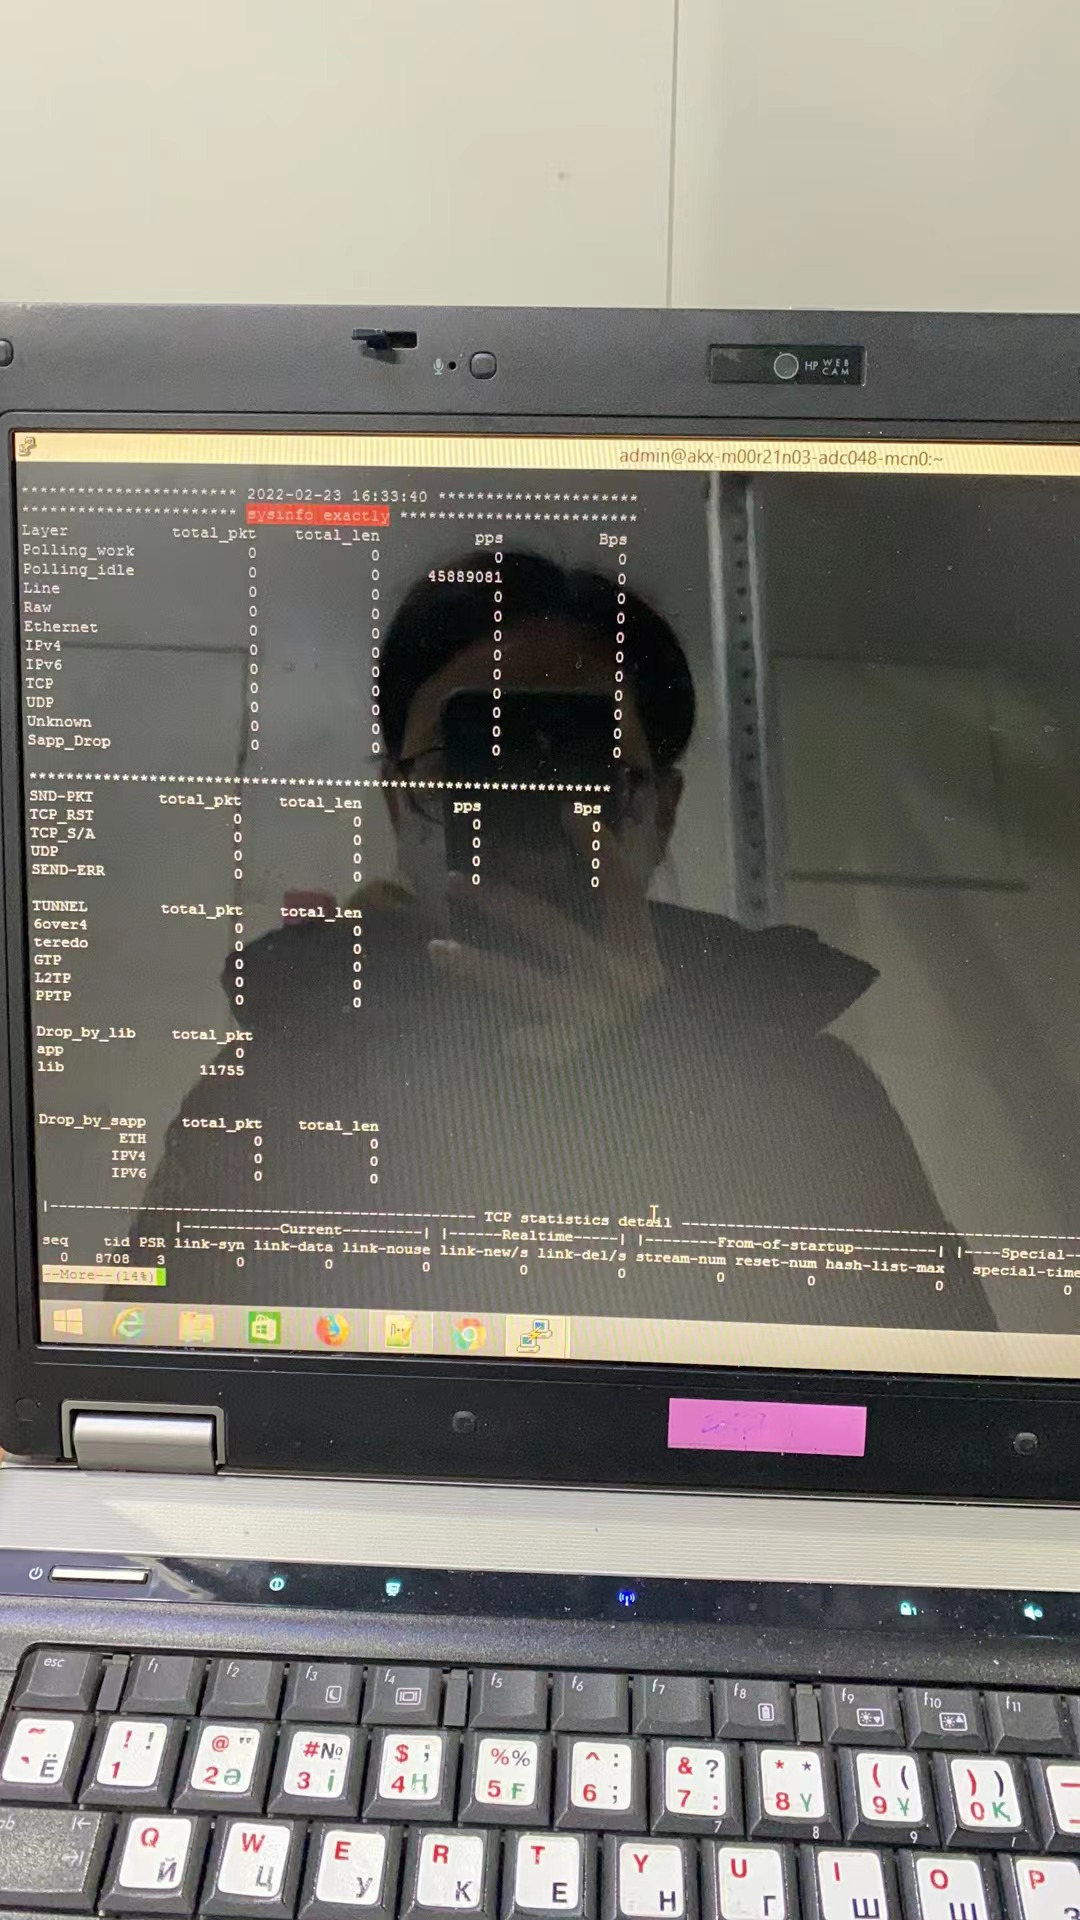 HP WEB CAM
admin@akx-m00r21n03-adc048-mcn0:~
*********************** 2022-02-23 16:33:40 **********************
*********************** sysinfo exactly **************************
Layer total_pkt total_len pps Bps
Polling_work 0 0 0 0
Polling_idle 0 0 45889081 0
Line 0 0 0 0
Raw 0 0 0 0
Ethernet 0 0 0 0
IPv4 0 0 0 0
IPv6 0 0 0 0
TCP 0 0 0 0
UDP 0 0 0 0
Unknown 0 0 0 0
Sapp_Drop 0 0 0 0
****************************************************************
SND-PKT total_pkt total_len pps Bps
TCP_RST 0 0 0 0
TCP_S/A 0 0 0 0
UDP 0 0 0 0
SEND-ERR 0 0 0 0
TUNNEL total_pkt total_len
6over4 0 0
teredo 0 0
GTP 0 0
L2TP 0 0
PPTP 0 0
Drop_by_lib total_pkt
app 0
lib 11755
Drop_by_sapp total_pkt total_len
ETH 0 0
IPV4 0 0
IPV6 0 0
|---------------------------------------------- TCP statistics detail ------------------------------------------
|-----------Current---------| |------Realtime-----| |--------From-of-startup---------| |----Special-
seq tid PSR link-syn link-data link-nouse link-new/s link-del/s stream-num reset-num hash-list-max special-time
0 8708 3 0 0 0 0 0 0 0 0 0
--More--(14%)
esc f1 f2 f3 f4 f5 f6 f7 f8 f9 f10 f11
~ ` Ё ! ! 1 @ " 2 Ә # № 3 і $ ; 4 Ң % % 5 Ғ ^ : 6 ; & ? 7 : * * 8 Ү ( ( 9 Ұ ) ) 0 Қ
7 8 9
Q Й W Ц E У R К T Е Y Н U Г I Ш O Щ P З